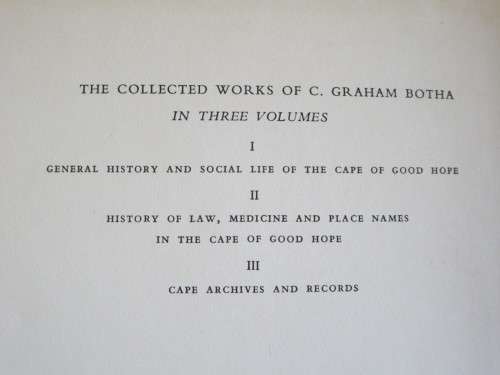 THE COLLECTED WORKS OF C. GRAHAM BOTHA
IN THREE VOLUMES
I
GENERAL HISTORY AND SOCIAL LIFE OF THE CAPE OF GOOD HOPE
II
HISTORY OF LAW, MEDICINE AND PLACE NAMES
IN THE CAPE OF GOOD HOPE
III
CAPE ARCHIVES AND RECORDS